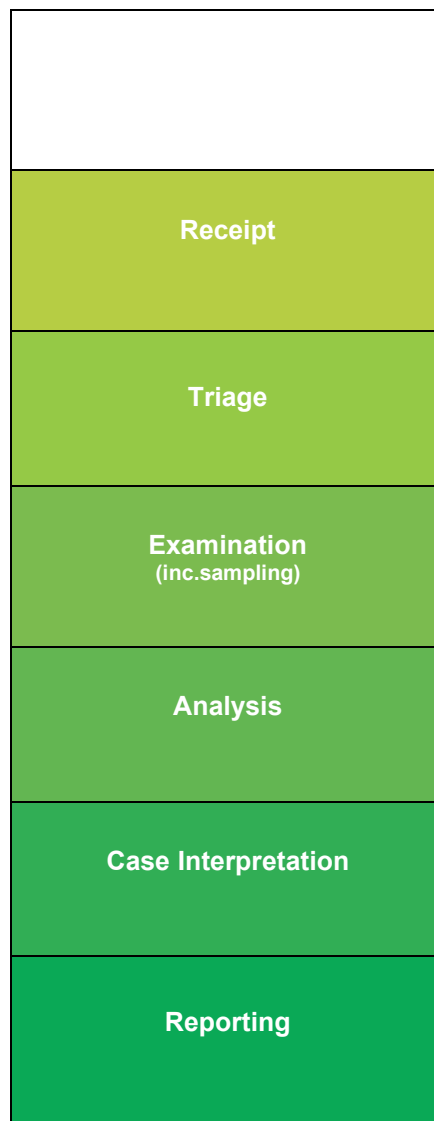 Receipt
Triage
Examination
(inc.sampling)
Analysis
Case Interpretation
Reporting